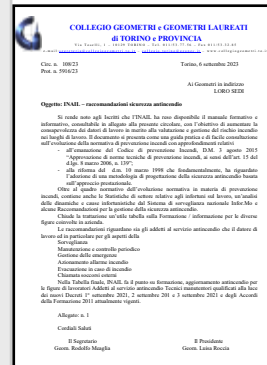 COLLEGIO GEOMETRI e GEOMETRI LAUREATI
di TORINO e PROVINCIA
Circ. n. 108/23
Torino, 6 settembre 2023
Prot. n. 5916/23
Ai Geometri in indirizzo
LORO SEDI
Oggetto: INAIL – raccomandazioni sicurezza antincendio
Si rende noto agli Iscritti che l'INAIL ha reso disponibile il manuale formativo e
informativo, consultabile in allegato alla presente circolare, con l'obiettivo di aumentare la
consapevolezza dei datori di lavoro in merito alla valutazione e gestione del rischio incendio
nei luoghi di lavoro. Il documento si presenta come una guida pratica e di facile consultazione
sull'evoluzione della normativa di prevenzione incendi con approfondimenti relativi
- all'emanazione del Codice di prevenzione Incendi, D.M. 3 agosto 2015
"Approvazione di norme tecniche di prevenzione incendi, ai sensi dell'art. 15 del
d.lgs. 8 marzo 2006, n. 139";
- alla riforma del d.m. 10 marzo 1998 che fondamentalmente, ha riguardato
l'adozione di una metodologia di progettazione della sicurezza antincendio basata
sull'approccio prestazionale.
Oltre al quadro normativo dell'evoluzione normativa in materia di prevenzione
incendi, contiene anche la Statistiche di settore relative agli infortuni sul lavoro, un'analisi
delle dinamiche e cause infortunistiche dal Sistema di sorveglianza nazionale Infor.Mo e
alcune Raccomandazioni per la gestione della sicurezza antincendio.
Chiude la trattazione un'utile tabella sulla Formazione / informazione per le diverse
figure coinvolte in azienda.
Le raccomandazioni riguardano sia gli addetti al servizio antincendio che il datore di
lavoro ed in particolare per gli aspetti della
Sorveglianza
Manutenzione e controllo periodico
Gestione delle emergenze
Azionamento allarme incendio
Evacuazione in caso di incendio
Chiamata soccorsi esterni
Nella Tabella finale, INAIL fa il punto su formazione, aggiornamento antincendio per
le figure di lavoratori Addetti al servizio antincendio Tecnici manutentori qualificati alla luce
dei nuovi Decreti 1° settembre 2021, 2 settembre 201 e 3 settembre 2021 e degli Accordi
della Formazione 2011 attualmente vigenti.
Allegato: n. 1
Cordiali Saluti
Il Segretario
Il Presidente
Geom. Rodolfo Meaglia
Geom. Luisa Roccia